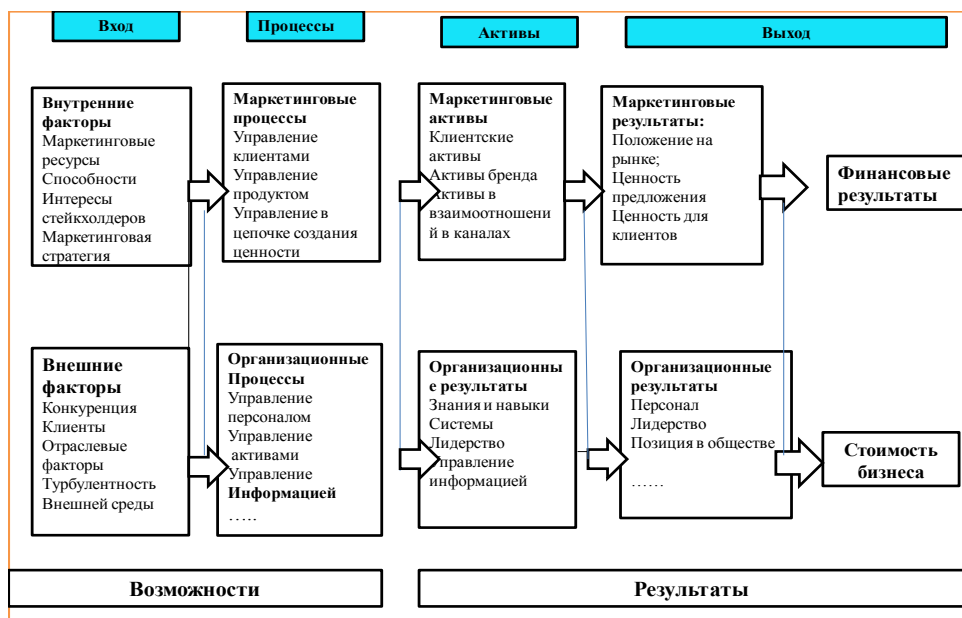 Вход
Процессы
Активы
Выход
Внутренние
факторы
Маркетинговые
ресурсы
Способности
Интересы
стейкхолдеров
Маркетинговая
стратегия
Маркетинговые
процессы
Управление
клиентами
Управление
продуктом
Управление в
цепочке создания
ценности
Маркетинговые
активы
Клиентские
активы
Активы бренда
Активы в
взаимоотношени
й в каналах
Маркетинговые
результаты:
Положение на
рынке;
Ценность
предложения
Ценность для
клиентов
Финансовые
результаты
Внешние
факторы
Конкуренция
Клиенты
Отраслевые
факторы
Турбулентность
Внешней среды
Организационные
Процессы
Управление
персоналом
Управление
активами
Управление
Информацией
…..
Организационны
е результаты
Знания и навыки
Системы
Лидерство
Управление
информацией
Организационные
результаты
Персонал
Лидерство
Позиция в обществе
……
Стоимость
бизнеса
Возможности
Результаты